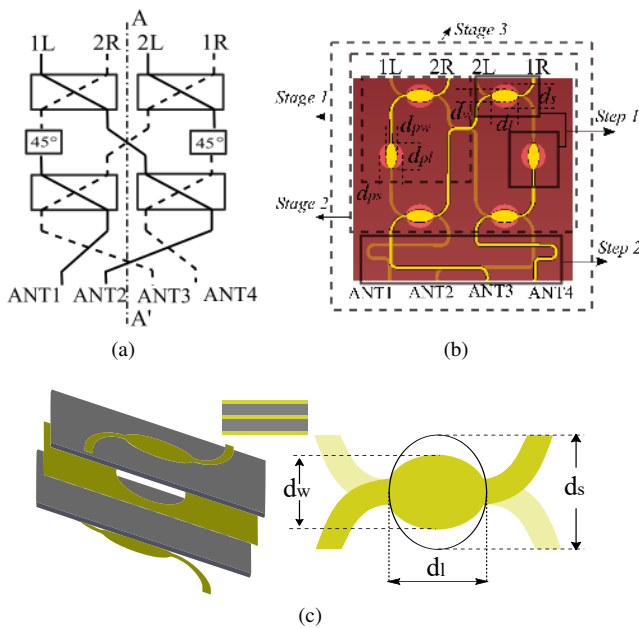 A
1L 2R 2L 1R
45° 45°
ANT1 ANT2 ANT3 ANT4
A'
(a)
Stage 3
1L 2R 2L 1R
Stage 1
dw ds
dl
Step 1
dpw
dpl
dps
Stage 2
Step 2
ANT1 ANT2 ANT3 ANT4
(b)
dw ds
dl
(c)